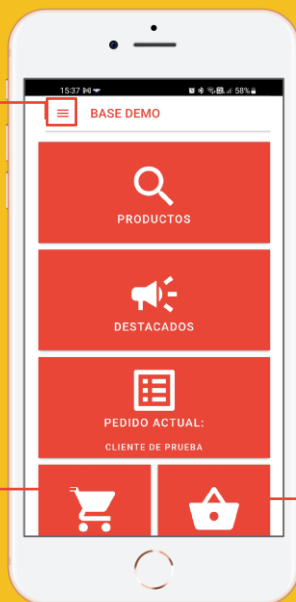 15:37
58%
BASE DEMO
PRODUCTOS
DESTACADOS
PEDIDO ACTUAL:
CLIENTE DE PRUEBA